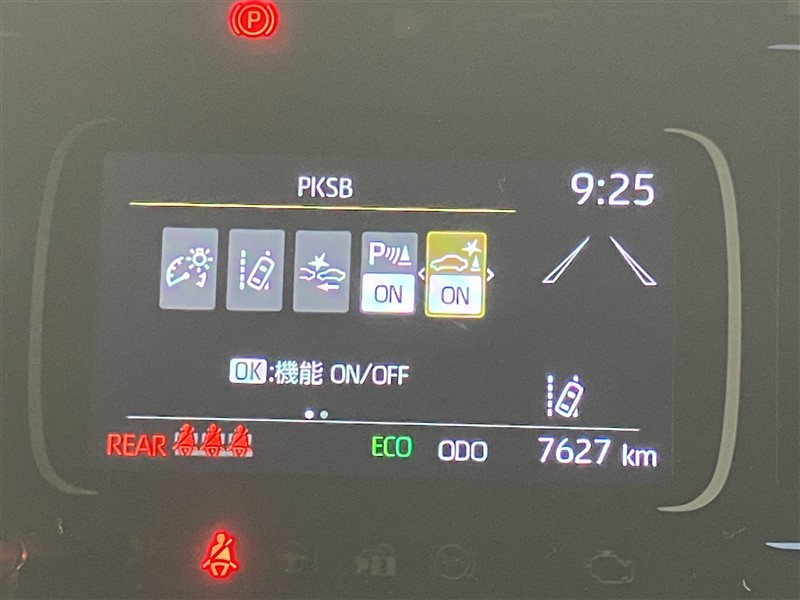 P
PKSB
9:25
P
ON
ON
OK:機能 ON/OFF
REAR
ECO
ODO
7627 km